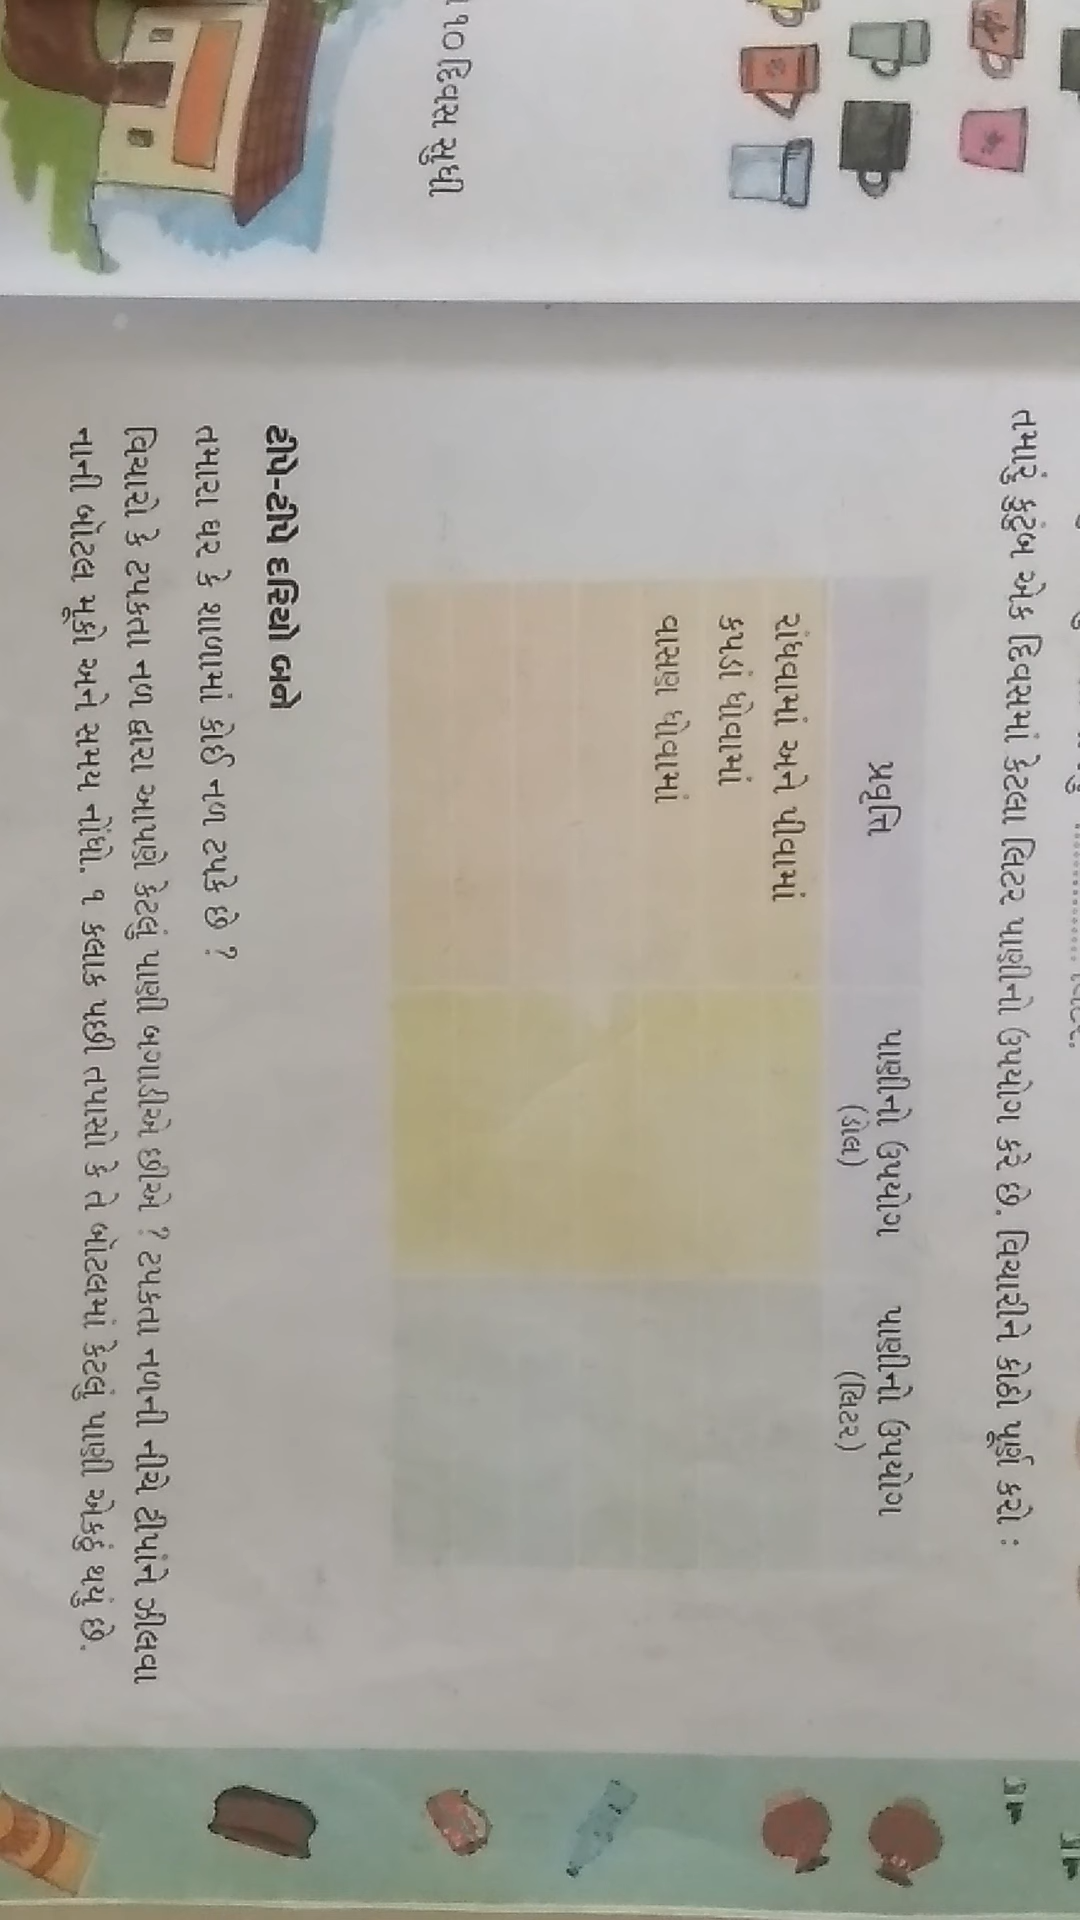 ૧૦ દિવસ સુધી
લિટર.
તમારું કુટુંબ એક દિવસમાં કેટલા લિટર પાણીનો ઉપયોગ કરે છે. વિચારીને કોઠો પૂર્ણ કરો :
પ્રવૃત્તિ પાણીનો ઉપયોગ પાણીનો ઉપયોગ
(ડોલ) (લિટર)
રાંધવામાં અને પીવામાં
કપડાં ધોવામાં
વાસણ ધોવામાં
ટીપે-ટીપે દરિયો બને
તમારા ઘર કે શાળામાં કોઈ નળ ટપકે છે ?
વિચારો કે ટપકતા નળ દ્વારા આપણે કેટલું પાણી બગાડીએ છીએ ? ટપકતા નળની નીચે ટીપાંને ઝીલવા
નાની બૉટલ મૂકો અને સમય નોંધો. ૧ કલાક પછી તપાસો કે તે બૉટલમાં કેટલું પાણી એકઠું થયું છે.